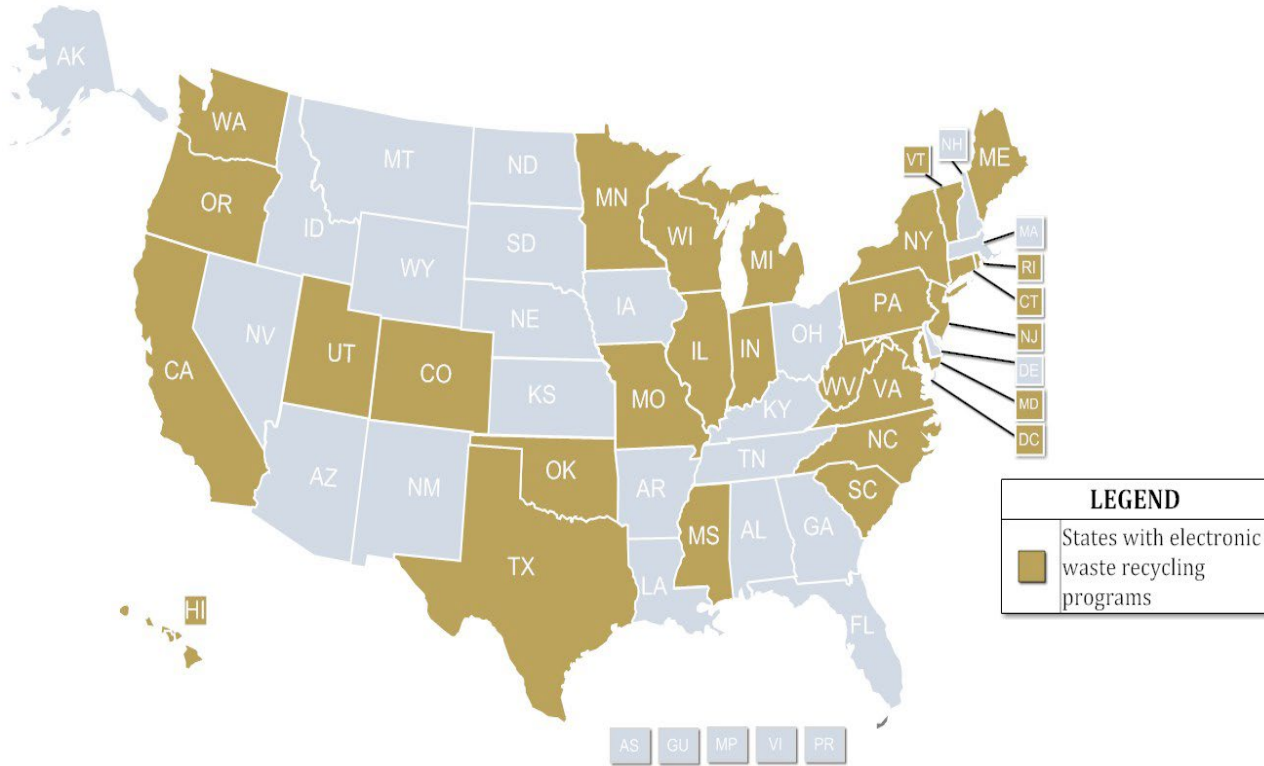 AK
WA
MT
ND
MN
VT
NH
ME
OR
ID
SD
WI
MI
NY
MA
WY
RI
CT
IA
NE
PA
NJ
NV
OH
IL
IN
UT
CO
DE
CA
KS
MO
WV
VA
MD
KY
DC
NC
TN
OK
AZ
NM
AR
SC
MS
AL
GA
TX
LA
HI
FL
LEGEND
States with electronic
waste recycling
programs
AS
GU
MP
VI
PR